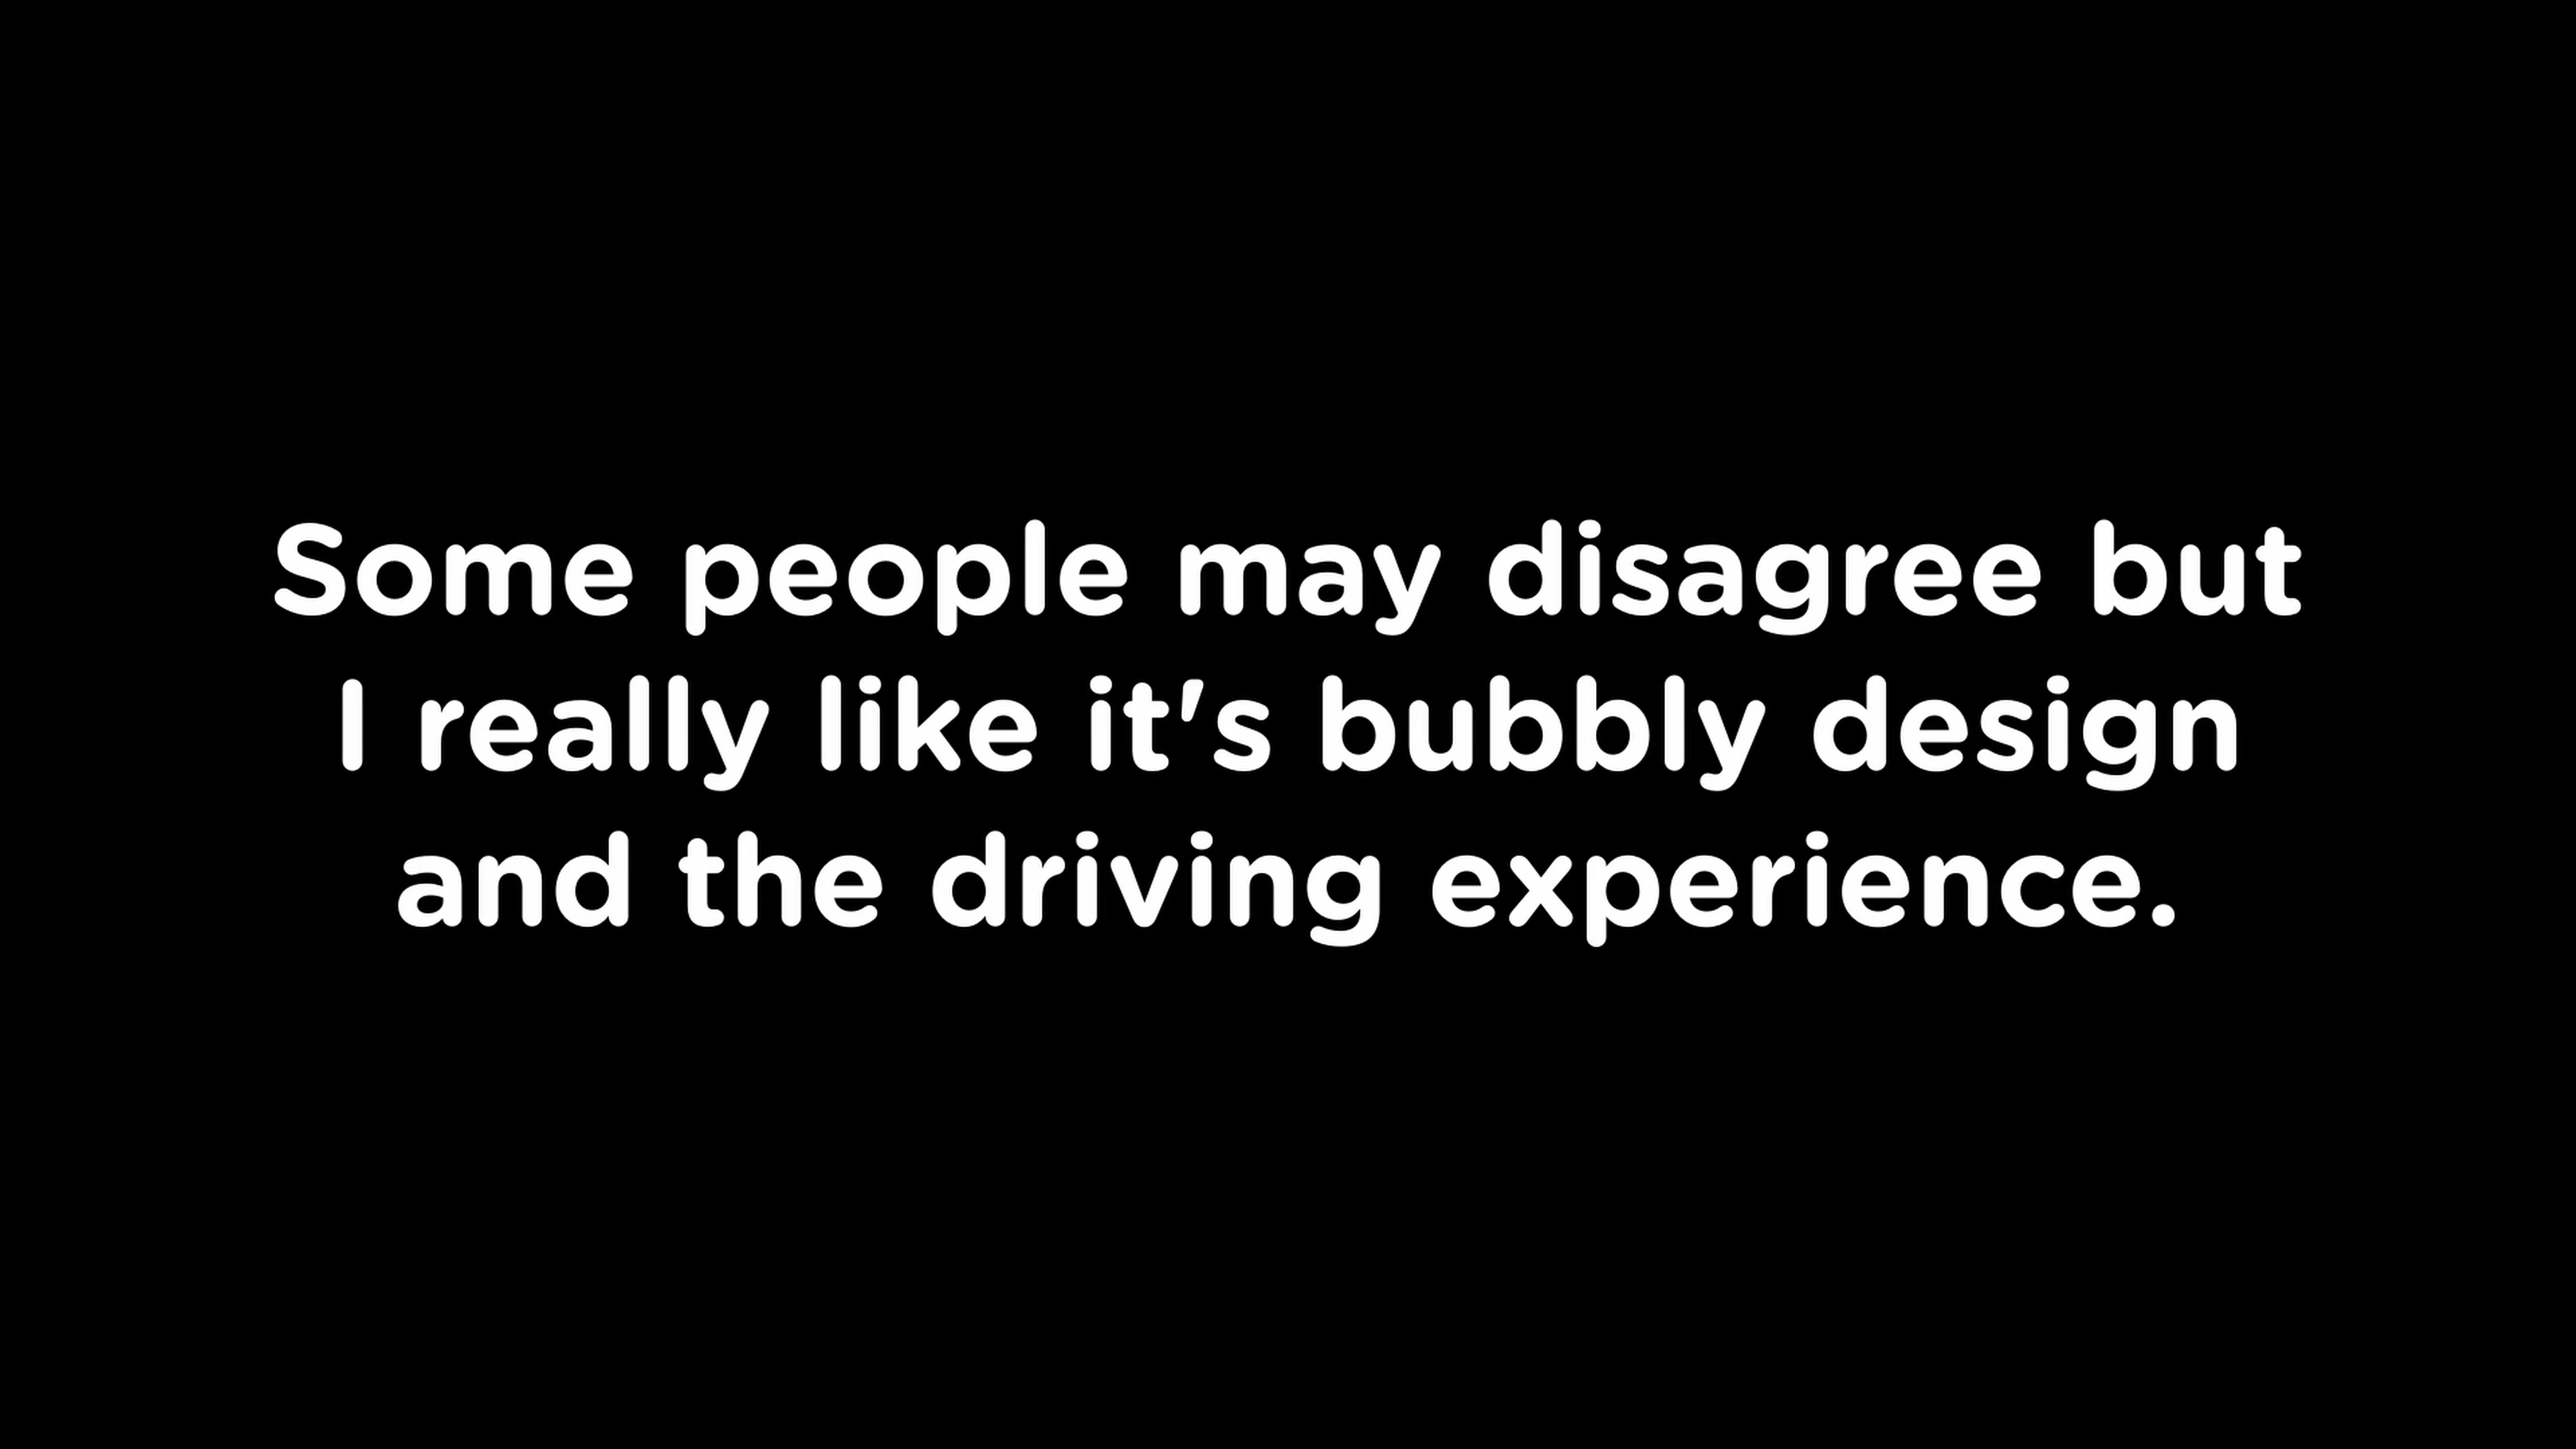 Some people may disagree but
I really like it's bubbly design
and the driving experience.